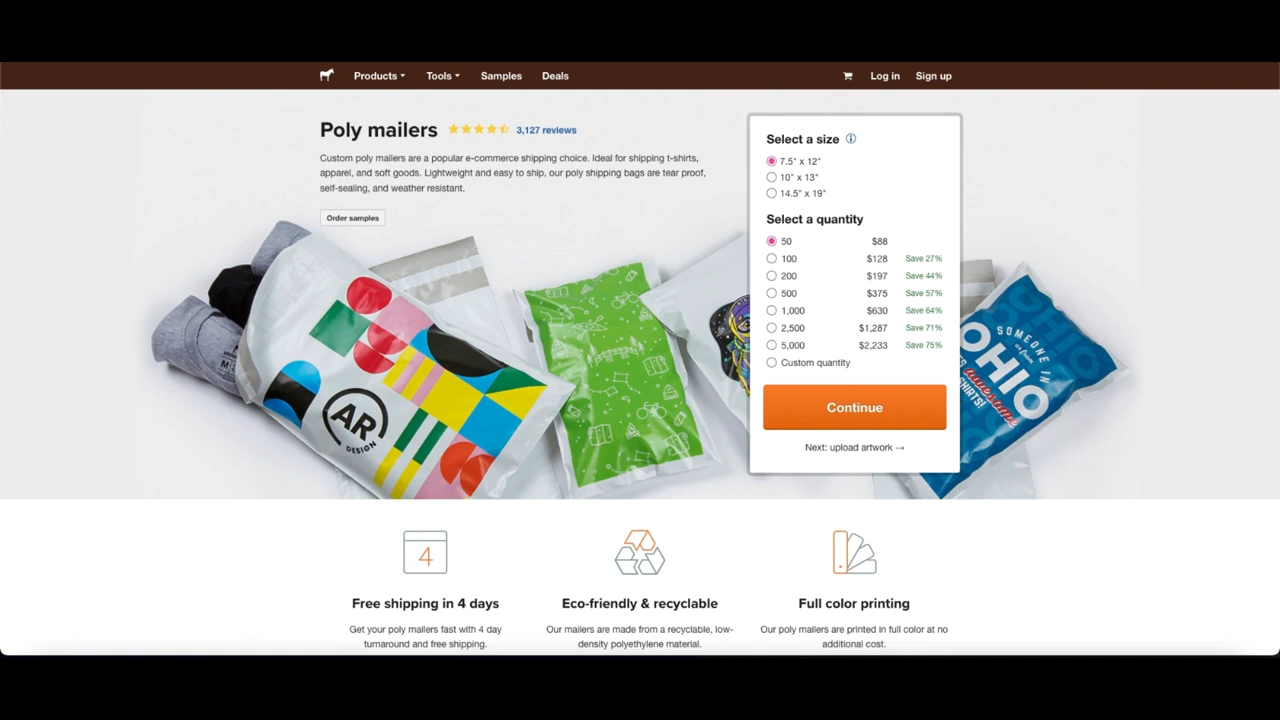 Products
Tools
Samples
Deals
Log in
Sign up
Poly mailers
3,127 reviews
Custom poly mailers are a popular e-commerce shipping choice. Ideal for shipping t-shirts,
apparel, and soft goods. Lightweight and easy to ship, our poly shipping bags are tear proof,
self-sealing, and weather resistant.
Order samples
Select a size
7.5" x 12"
10" x 13"
14.5" x 19"
Select a quantity
50 $88
100 $128 Save 27%
200 $197 Save 44%
500 $375 Save 57%
1,000 $630 Save 64%
2,500 $1,287 Save 71%
5,000 $2,233 Save 75%
Custom quantity
Continue
Next: upload artwork →
AR
DESIGN
OHIO
SOMEONE IN
OHIO
awesome
SHIRTS!
4
Free shipping in 4 days
Get your poly mailers fast with 4 day
turnaround and free shipping.
Eco-friendly & recyclable
Our mailers are made from a recyclable, low-
density polyethylene material.
Full color printing
Our poly mailers are printed in full color at no
additional cost.